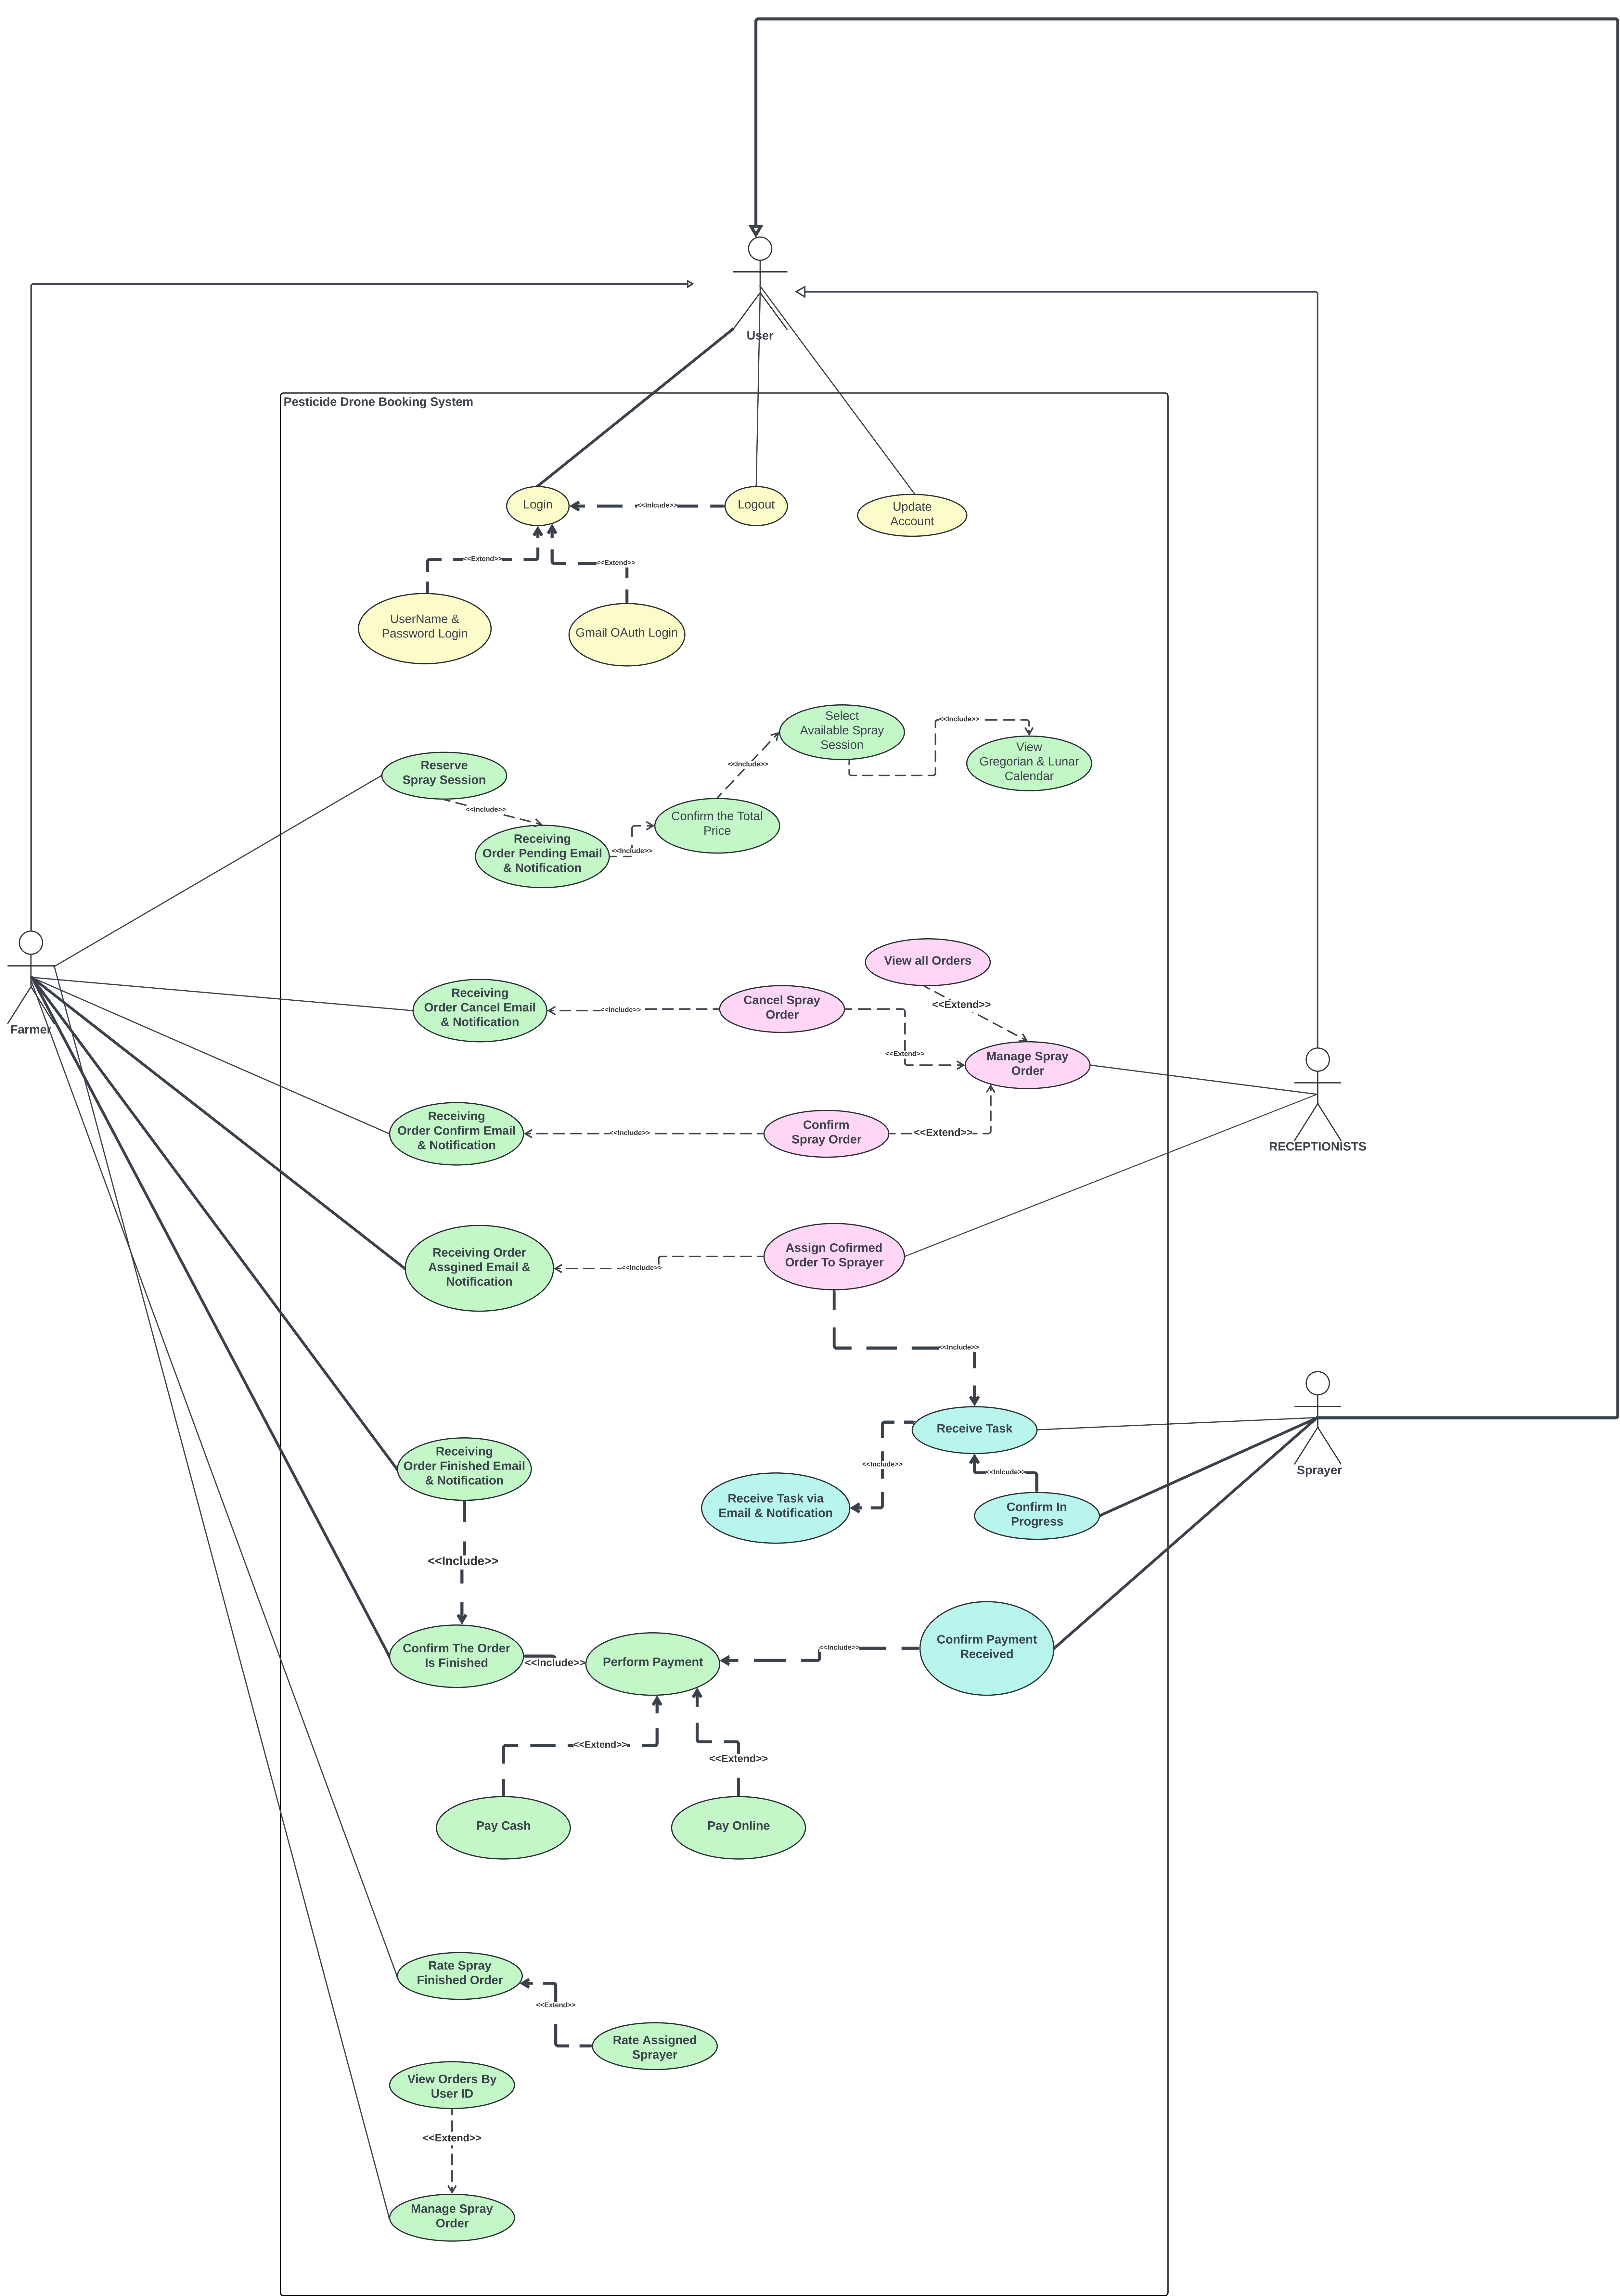 User
Pesticide Drone Booking System
Login
<<Inlcude>>
Logout
Update
Account
<<Extend>>
<<Extend>>
UserName &
Password Login
Gmail OAuth Login
Select
Available Spray
Session
<<Include>>
View
Gregorian & Lunar
Calendar
Reserve
Spray Session
<<Include>>
<<Include>>
Confirm the Total
Price
Receiving
Order Pending Email
& Notification
<<Include>>
View all Orders
<<Extend>>
Farmer
Receiving
Order Cancel Email
& Notification
<<Include>>
Cancel Spray
Order
<<Extend>>
Manage Spray
Order
Receiving
Order Confirm Email
& Notification
<<Include>>
Confirm
Spray Order
<<Extend>>
RECEPTIONISTS
Receiving Order
Assgined Email &
Notification
<<Include>>
Assign Cofirmed
Order To Sprayer
<<Include>>
Receive Task
Sprayer
Receiving
Order Finished Email
& Notification
<<Include>>
<<Inlcude>>
Receive Task via
Email & Notification
Confirm In
Progress
<<Include>>
Confirm The Order
Is Finished
<<Include>>
Perform Payment
<<Include>>
Confirm Payment
Received
<<Extend>>
<<Extend>>
Pay Cash
Pay Online
Rate Spray
Finished Order
<<Extend>>
Rate Assigned
Sprayer
View Orders By
User ID
<<Extend>>
Manage Spray
Order